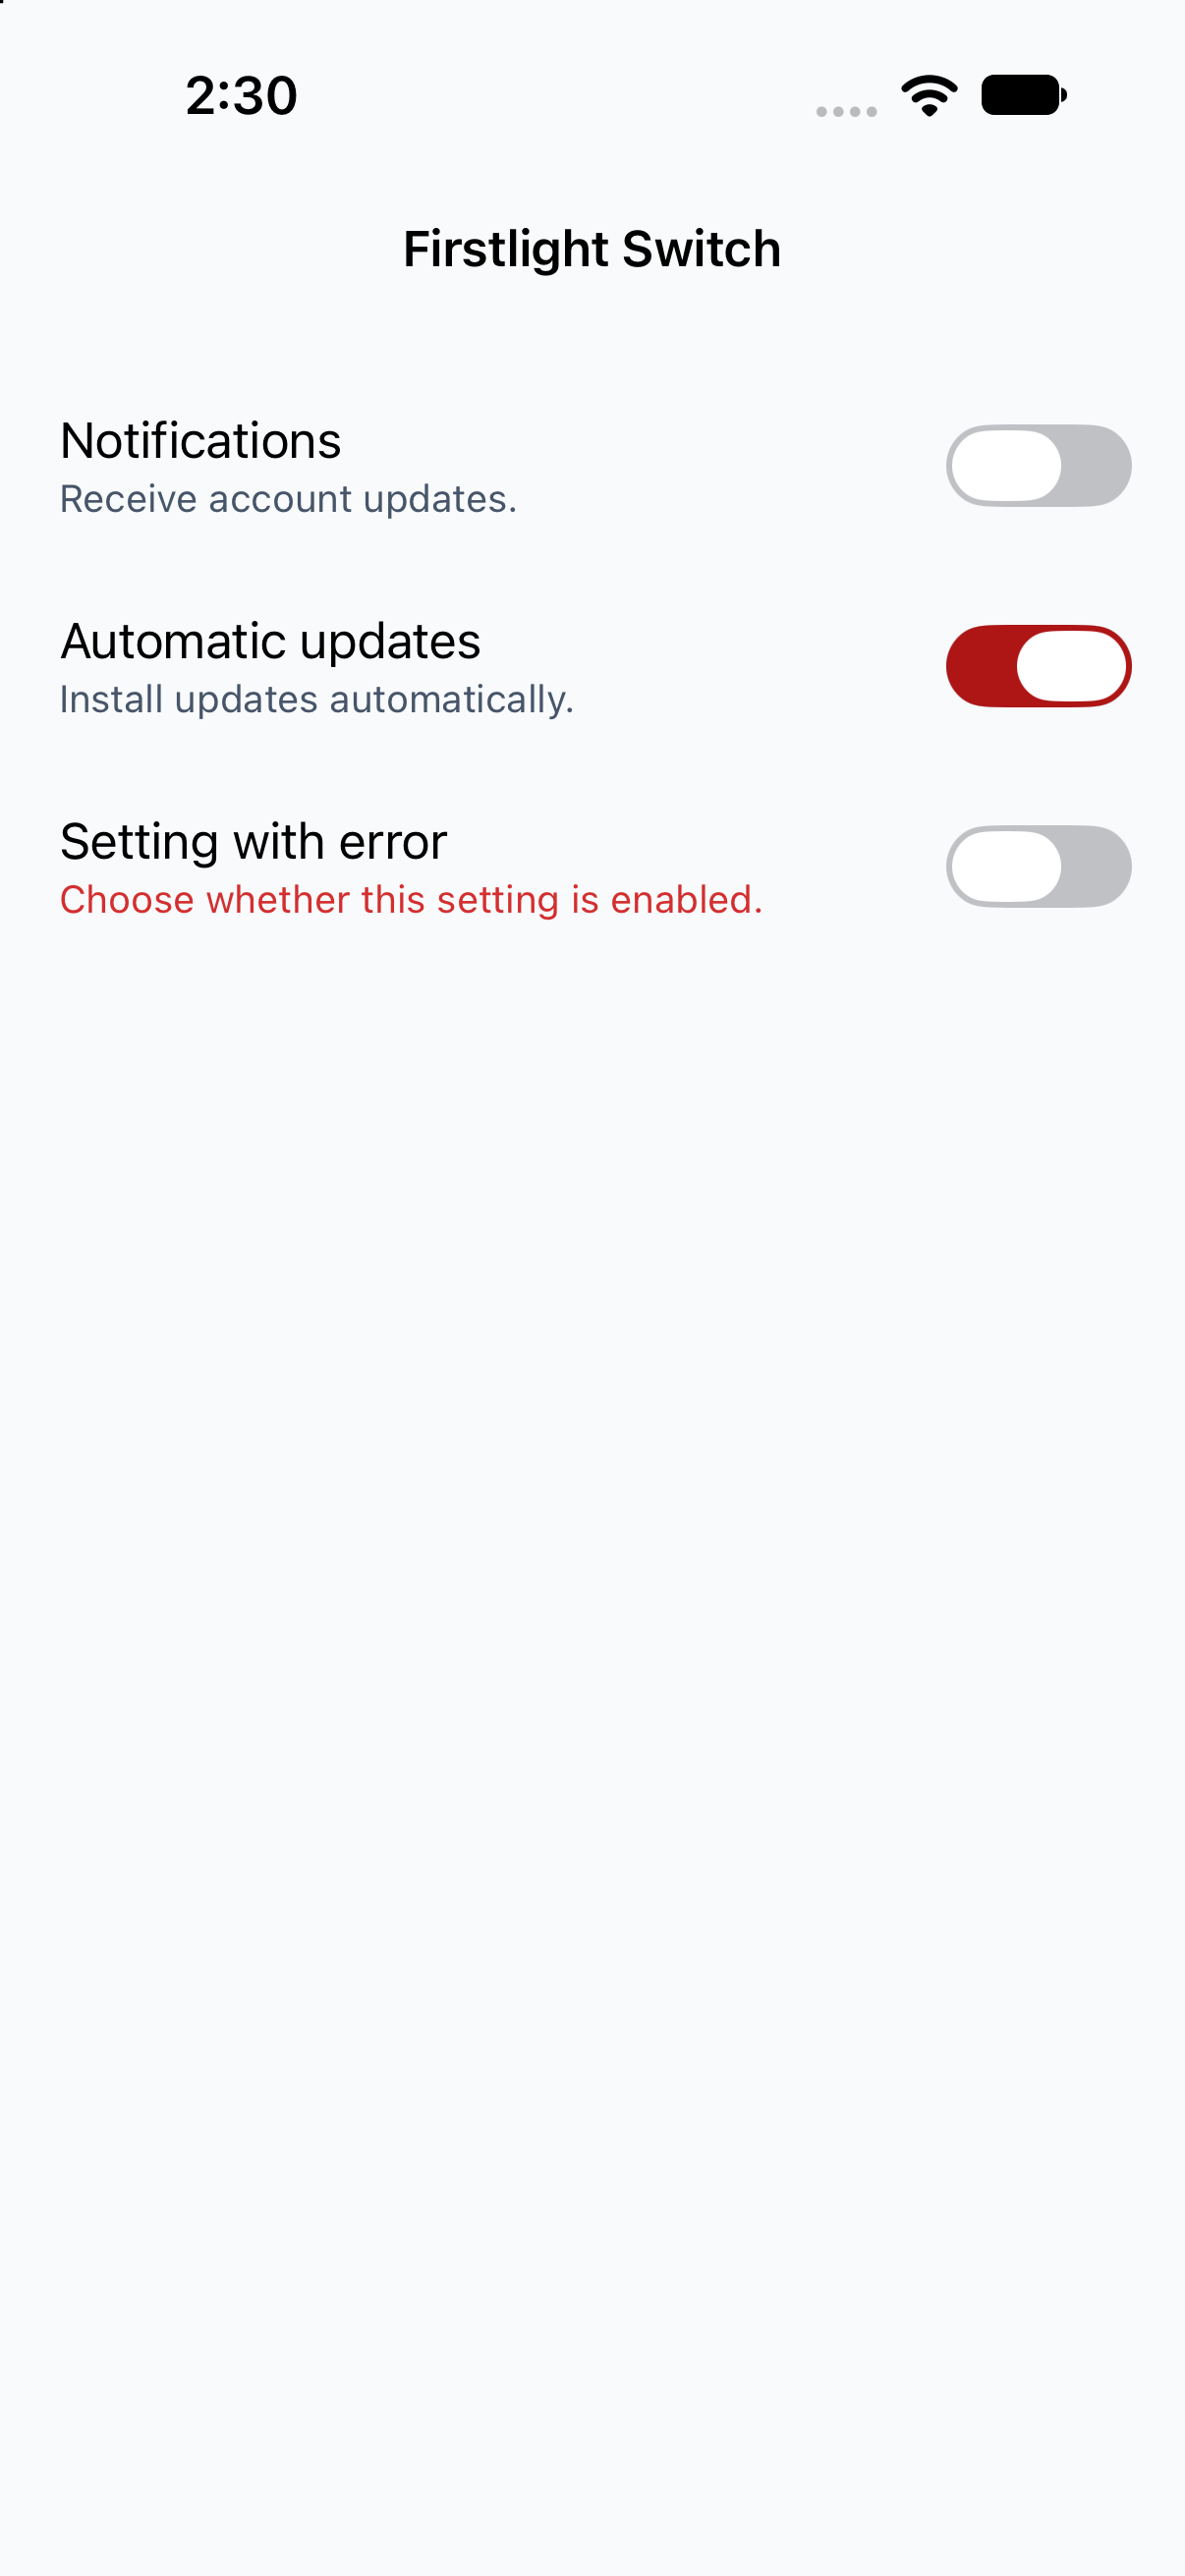 2:30
Firstlight Switch
Notifications
Receive account updates.
Automatic updates
Install updates automatically.
Setting with error
Choose whether this setting is enabled.